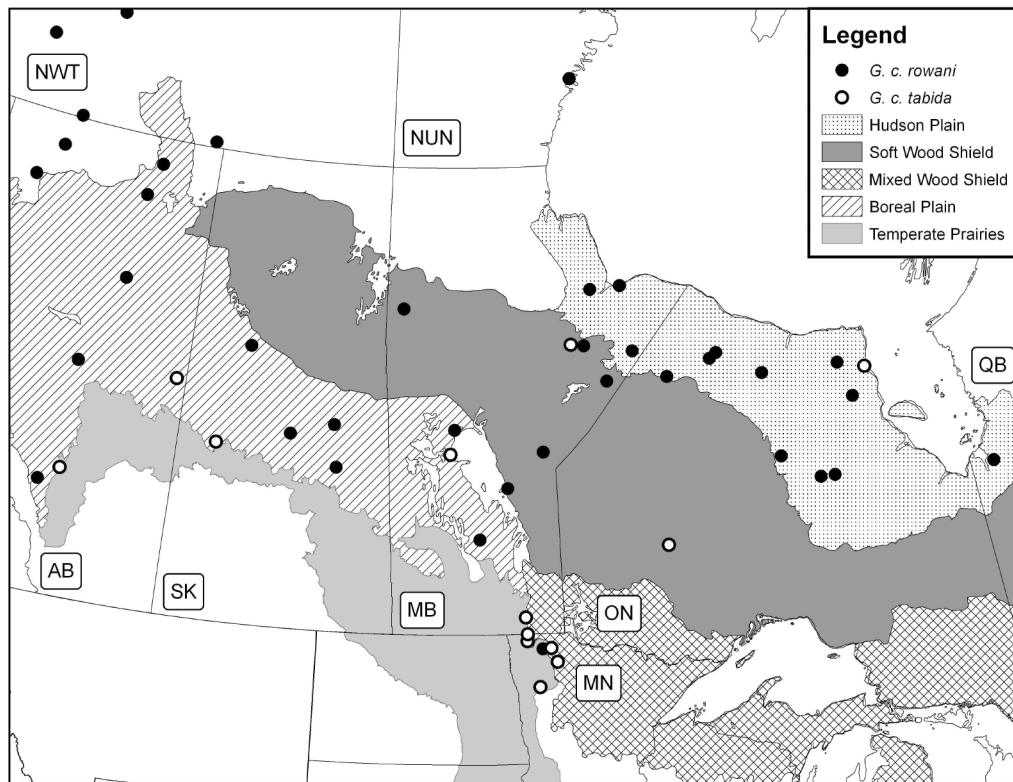 Legend
G. c. rowani
G. c. tabida
Hudson Plain
Soft Wood Shield
Mixed Wood Shield
Boreal Plain
Temperate Prairies
NWT
NUN
QB
AB
SK
MB
ON
MN